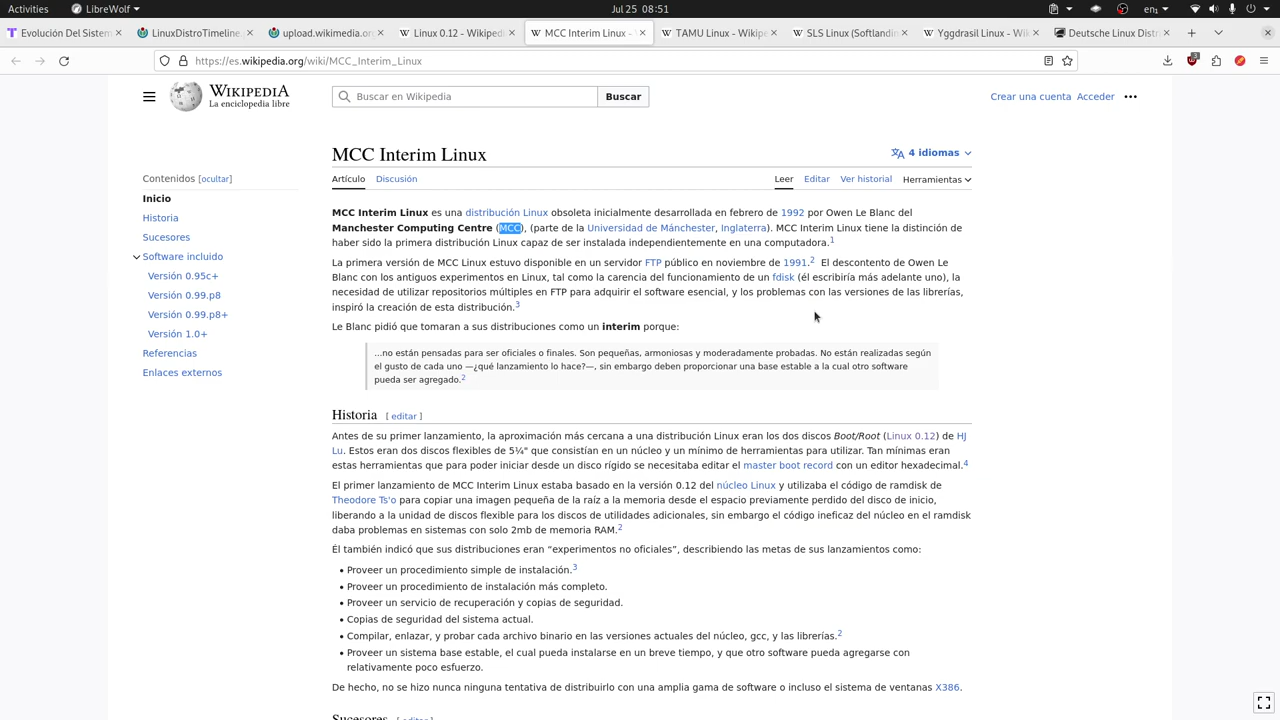 Activities
LibreWolf
Jul 25 08:51
en
Evolución Del Sistem
LinuxDistroTimeline.
upload.wikimedia.org
Linux 0.12 - Wikiped
MCC Interim Linux -
TAMU Linux - Wikipe
SLS Linux (Softlandin
Yggdrasil Linux - Wik
Deutsche Linux Distr
https://es.wikipedia.org/wiki/MCC_Interim_Linux
3
WIKIPEDIA
La enciclopedia libre
Buscar en Wikipedia
Buscar
Crear una cuenta
Acceder
MCC Interim Linux
4 idiomas
Contenidos [ocultar]
Inicio
Historia
Sucesores
Software incluido
Versión 0.95c+
Versión 0.99.p8
Versión 0.99.p8+
Versión 1.0+
Referencias
Enlaces externos
Artículo
Discusión
Leer
Editar
Ver historial
Herramientas
MCC Interim Linux es una distribución Linux obsoleta inicialmente desarrollada en febrero de 1992 por Owen Le Blanc del
Manchester Computing Centre (MCC), (parte de la Universidad de Mánchester, Inglaterra). MCC Interim Linux tiene la distinción de
haber sido la primera distribución Linux capaz de ser instalada independientemente en una computadora.1
La primera versión de MCC Linux estuvo disponible en un servidor FTP público en noviembre de 1991.2 El descontento de Owen Le
Blanc con los antiguos experimentos en Linux, tal como la carencia del funcionamiento de un fdisk (él escribiría más adelante uno), la
necesidad de utilizar repositorios múltiples en FTP para adquirir el software esencial, y los problemas con las versiones de las librerías,
inspiró la creación de esta distribución.3
Le Blanc pidió que tomaran a sus distribuciones como un interim porque:
...no están pensadas para ser oficiales o finales. Son pequeñas, armoniosas y moderadamente probadas. No están realizadas según
el gusto de cada uno —¿qué lanzamiento lo hace?—, sin embargo deben proporcionar una base estable a la cual otro software
pueda ser agregado.2
Historia [ editar ]
Antes de su primer lanzamiento, la aproximación más cercana a una distribución Linux eran los dos discos Boot/Root (Linux 0.12) de HJ
Lu. Estos eran dos discos flexibles de 5¼" que consistían en un núcleo y un mínimo de herramientas para utilizar. Tan mínimas eran
estas herramientas que para poder iniciar desde un disco rígido se necesitaba editar el master boot record con un editor hexadecimal.4
El primer lanzamiento de MCC Interim Linux estaba basado en la versión 0.12 del núcleo Linux y utilizaba el código de ramdisk de
Theodore Ts'o para copiar una imagen pequeña de la raíz a la memoria desde el espacio previamente perdido del disco de inicio,
liberando a la unidad de discos flexible para los discos de utilidades adicionales, sin embargo el código ineficaz del núcleo en el ramdisk
daba problemas en sistemas con solo 2mb de memoria RAM.2
Él también indicó que sus distribuciones eran “experimentos no oficiales”, describiendo las metas de sus lanzamientos como:
• Proveer un procedimiento simple de instalación.3
• Proveer un procedimiento de instalación más completo.
• Proveer un servicio de recuperación y copias de seguridad.
• Copias de seguridad del sistema actual.
• Compilar, enlazar, y probar cada archivo binario en las versiones actuales del núcleo, gcc, y las librerías.2
• Proveer un sistema base estable, el cual pueda instalarse en un breve tiempo, y que otro software pueda agregarse con
relativamente poco esfuerzo.
De hecho, no se hizo nunca ninguna tentativa de distribuirlo con una amplia gama de software o incluso el sistema de ventanas X386.
Sucesores [ editar ]